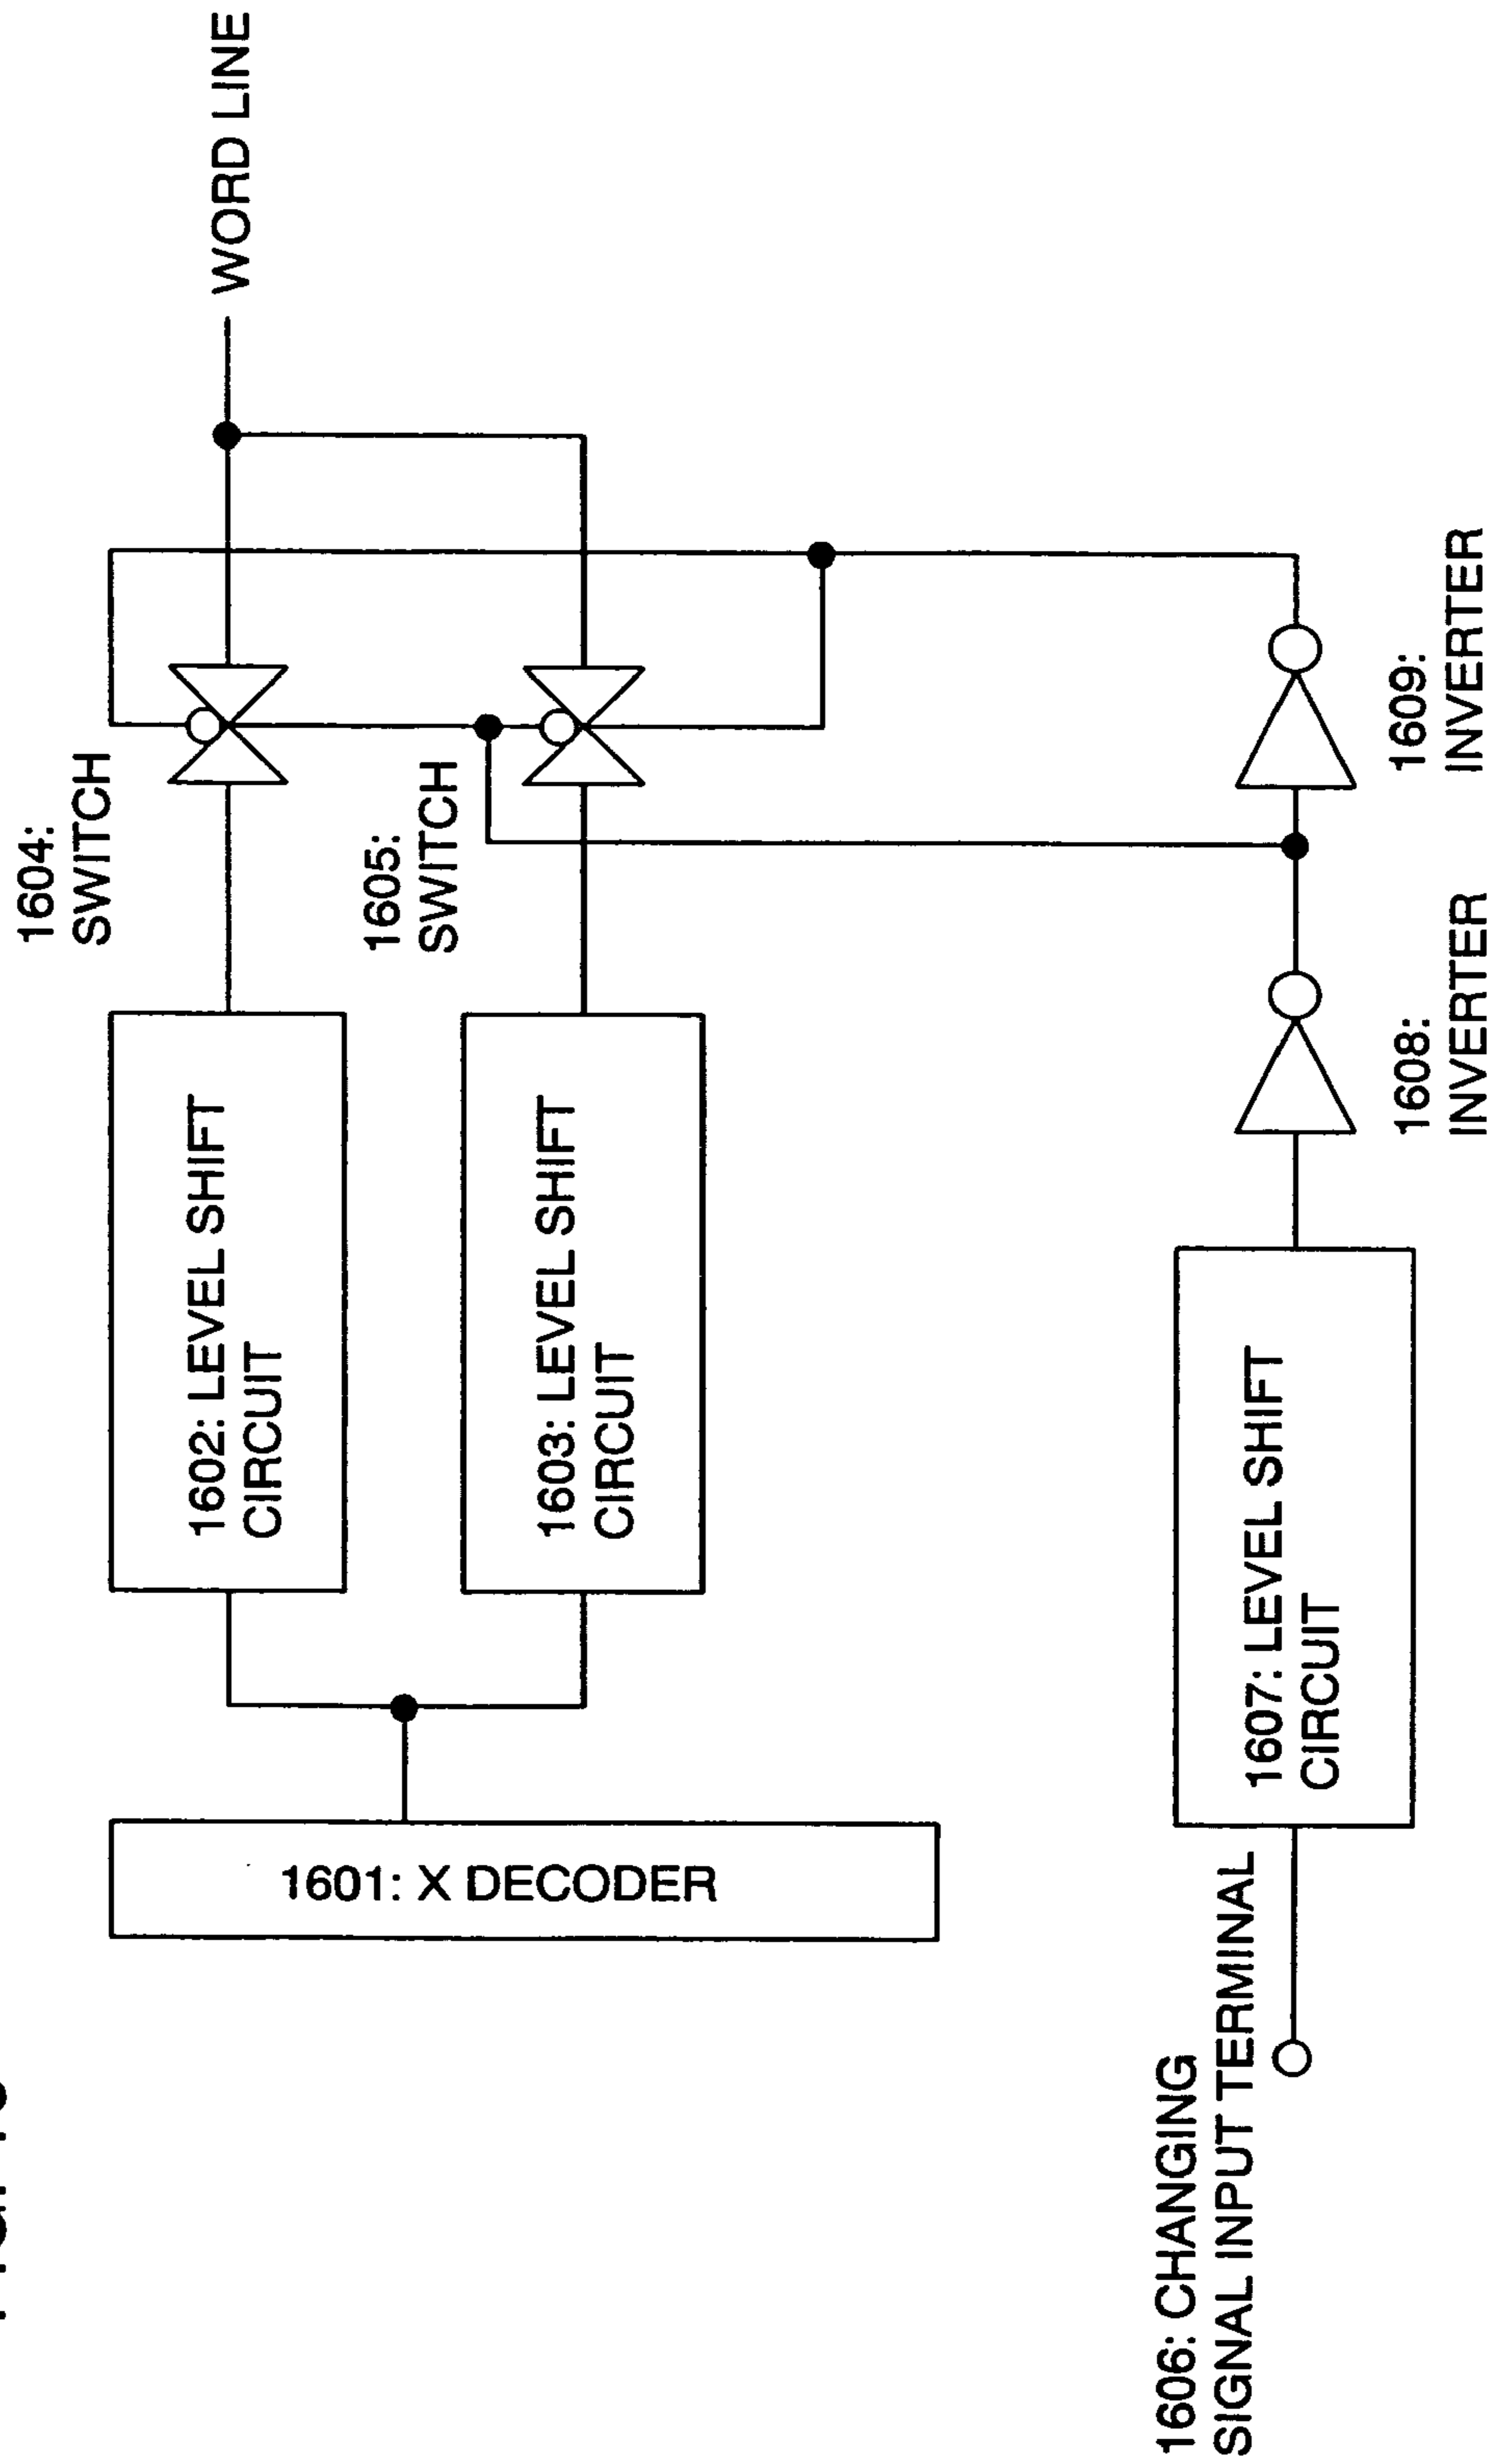 WORD LINE
1604:
SWITCH
1605:
SWITCH
1602: LEVEL SHIFT
CIRCUIT
1603: LEVEL SHIFT
CIRCUIT
1601: X DECODER
1606: CHANGING
SIGNAL INPUT TERMINAL
1607: LEVEL SHIFT
CIRCUIT
1608:
INVERTER
1609:
INVERTER